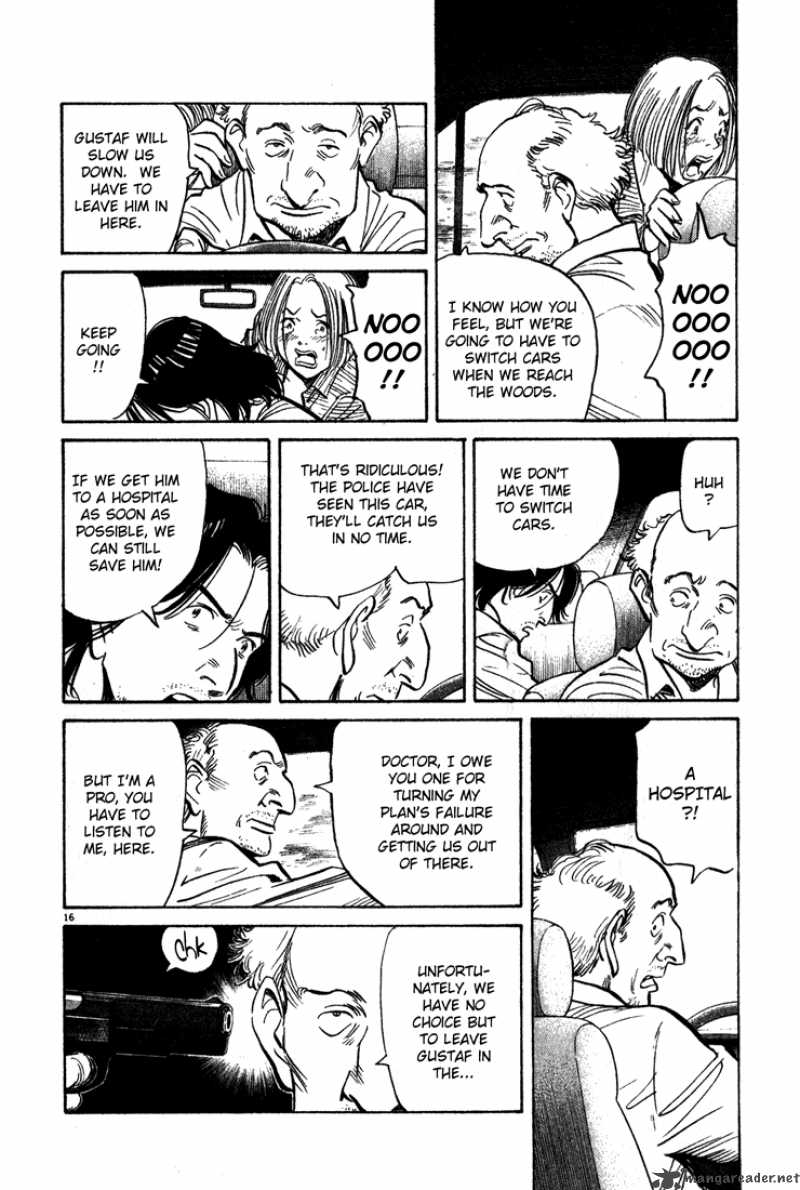 NOO
OOO
OOO
!!
I KNOW HOW YOU
FEEL, BUT WE'RE
GOING TO HAVE TO
SWITCH CARS
WHEN WE REACH
THE WOODS.
GUSTAF WILL
SLOW US
DOWN. WE
HAVE TO
LEAVE HIM IN
HERE.
NOO
OOO
!!
KEEP
GOING
!!
HUH
?
WE DON'T
HAVE TIME
TO SWITCH
CARS.
THAT'S RIDICULOUS!
THE POLICE HAVE
SEEN THIS CAR,
THEY'LL CATCH US
IN NO TIME.
IF WE GET HIM
TO A HOSPITAL
AS SOON AS
POSSIBLE, WE
CAN STILL
SAVE HIM!
A
HOSPITAL
?!
DOCTOR, I OWE
YOU ONE FOR
TURNING MY
PLAN'S FAILURE
AROUND AND
GETTING US OUT
OF THERE.
BUT I'M A
PRO, YOU
HAVE TO
LISTEN TO
ME, HERE.
UNFORTU-
NATELY, WE
HAVE NO
CHOICE BUT
TO LEAVE
GUSTAF IN
THE...
chk
16
mangareader.net